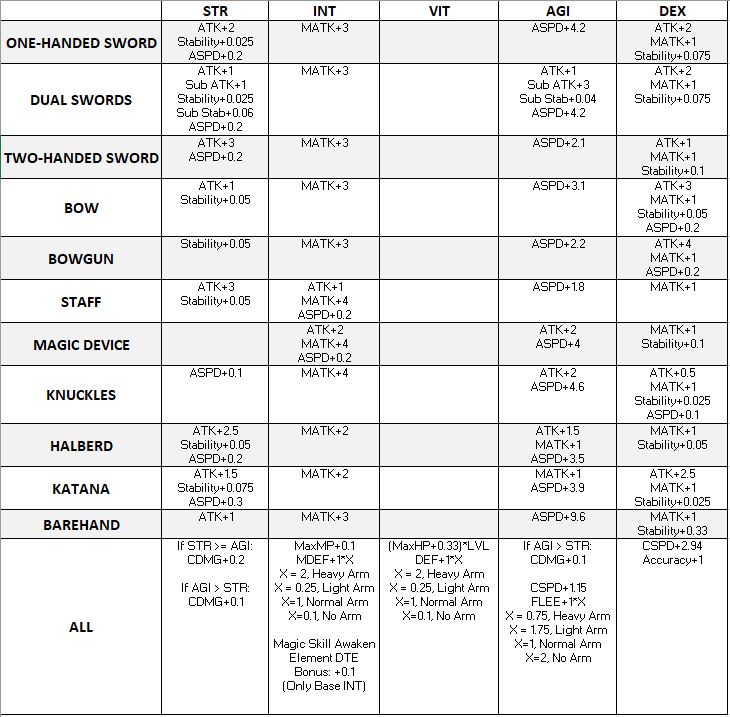 STR INT VIT AGI DEX
ONE-HANDED SWORD
ATK+2
Stability+0.025
ASPD+0.2
MATK+3
ASPD+4.2
ATK+2
MATK+1
Stability+0.075
DUAL SWORDS
ATK+1
Sub ATK+1
Stability+0.025
Sub Stab+0.06
ASPD+0.2
MATK+3
ATK+1
Sub ATK+3
Sub Stab+0.04
ASPD+4.2
ATK+2
MATK+1
Stability+0.075
TWO-HANDED SWORD
ATK+3
ASPD+0.2
MATK+3
ASPD+2.1
ATK+1
MATK+1
Stability+0.1
BOW
ATK+1
Stability+0.05
MATK+3
ASPD+3.1
ATK+3
MATK+1
Stability+0.05
ASPD+0.2
BOWGUN
Stability+0.05
MATK+3
ASPD+2.2
ATK+4
MATK+1
ASPD+0.2
STAFF
ATK+3
Stability+0.05
ATK+1
MATK+4
ASPD+0.2
ASPD+1.8
MATK+1
MAGIC DEVICE
ATK+2
MATK+4
ASPD+0.2
ATK+2
ASPD+4
MATK+1
Stability+0.1
KNUCKLES
ASPD+0.1
MATK+4
ATK+2
ASPD+4.6
ATK+0.5
MATK+1
Stability+0.025
ASPD+0.1
HALBERD
ATK+2.5
Stability+0.05
ASPD+0.2
MATK+2
ATK+1.5
MATK+1
ASPD+3.5
MATK+1
Stability+0.05
KATANA
ATK+1.5
Stability+0.075
ASPD+0.3
MATK+2
MATK+1
ASPD+3.9
ATK+2.5
MATK+1
Stability+0.025
BAREHAND
ATK+1
MATK+3
ASPD+9.6
MATK+1
Stability+0.33
ALL
If STR >= AGI:
CDMG+0.2
If AGI > STR:
CDMG+0.1
MaxMP+0.1
MDEF+1*X
X = 2, Heavy Arm
X = 0.25, Light Arm
X=1, Normal Arm
X=0.1, No Arm
Magic Skill Awaken
Element DTE
Bonus: +0.1
(Only Base INT)
(MaxHP+0.33)*LVL
DEF+1*X
X = 2, Heavy Arm
X = 0.25, Light Arm
X=1, Normal Arm
X=0.1, No Arm
If AGI > STR:
CDMG+0.1
CSPD+1.15
FLEE+1*X
X = 0.75, Heavy Arm
X = 1.75, Light Arm
X=1, Normal Arm
X=2, No Arm
CSPD+2.94
Accuracy+1